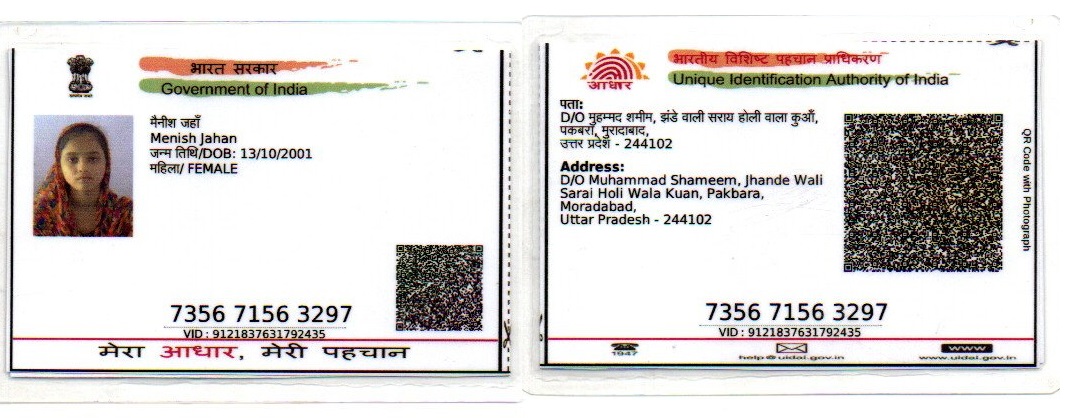 भारत सरकार
Government of India
मैनीश जहाँ
Menish Jahan
जन्म तिथि/DOB: 13/10/2001
महिला/ FEMALE
7356 7156 3297
VID : 9121837631792435
मेरा आधार, मेरी पहचान
भारतीय विशिष्ट पहचान प्राधिकरण
Unique Identification Authority of India
आधार
पता:
D/O मुहम्मद शमीम, झंडे वाली सराय होली वाला कुआँ,
पकबरा, मुरादाबाद,
उत्तर प्रदेश - 244102
Address:
D/O Muhammad Shameem, Jhande Wali
Sarai Holi Wala Kuan, Pakbara,
Moradabad,
Uttar Pradesh - 244102
QR Code with Photograph
7356 7156 3297
VID : 9121837631792435
1947
help@uidai.gov.in
www
www.uidai.gov.in